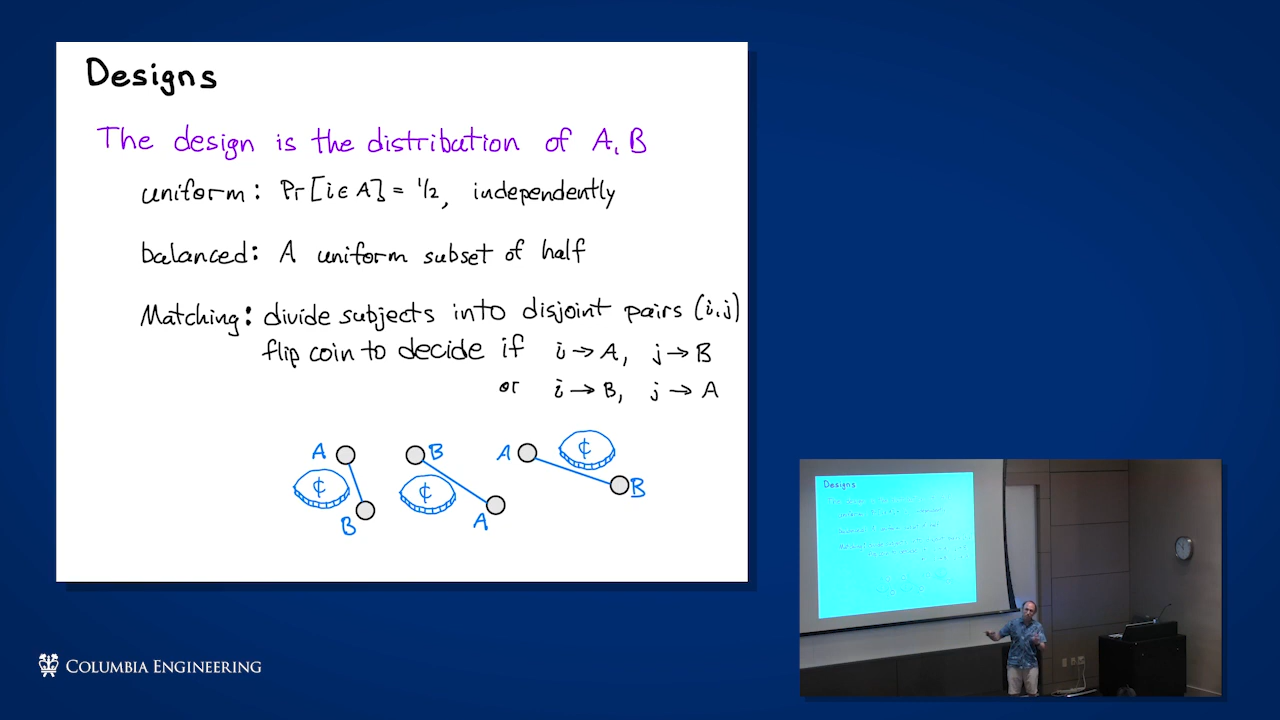 Designs
The design is the distribution of A, B
uniform: Pr[i ∈ A] = 1/2, independently
balanced: A uniform subset of half
Matching: divide subjects into disjoint pairs (i,j)
flip coin to decide if i → A, j → B
or i → B, j → A
A B A
¢ ¢ ¢
B A B
COLUMBIA ENGINEERING
Designs